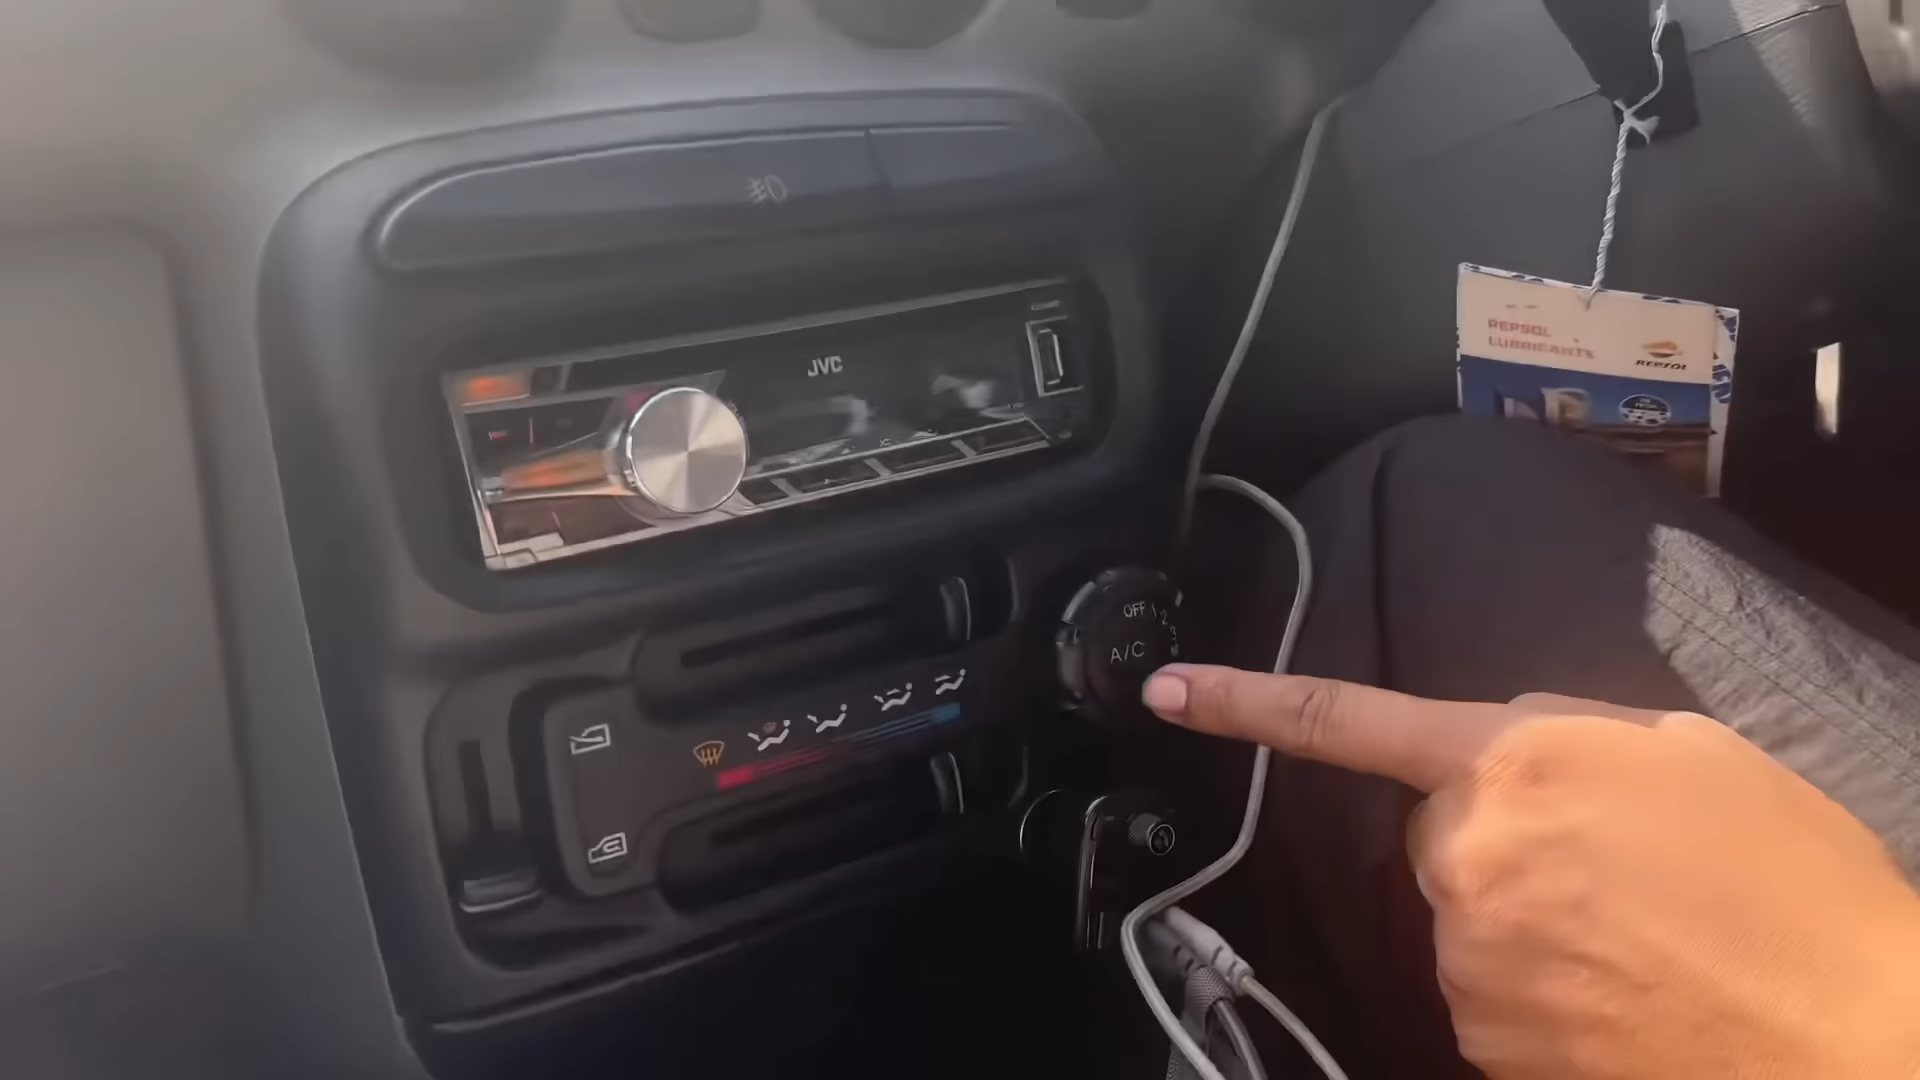 JVC
OFF 1 2 3
A/C
REPSOL
LUBRICANTS
REPSOL